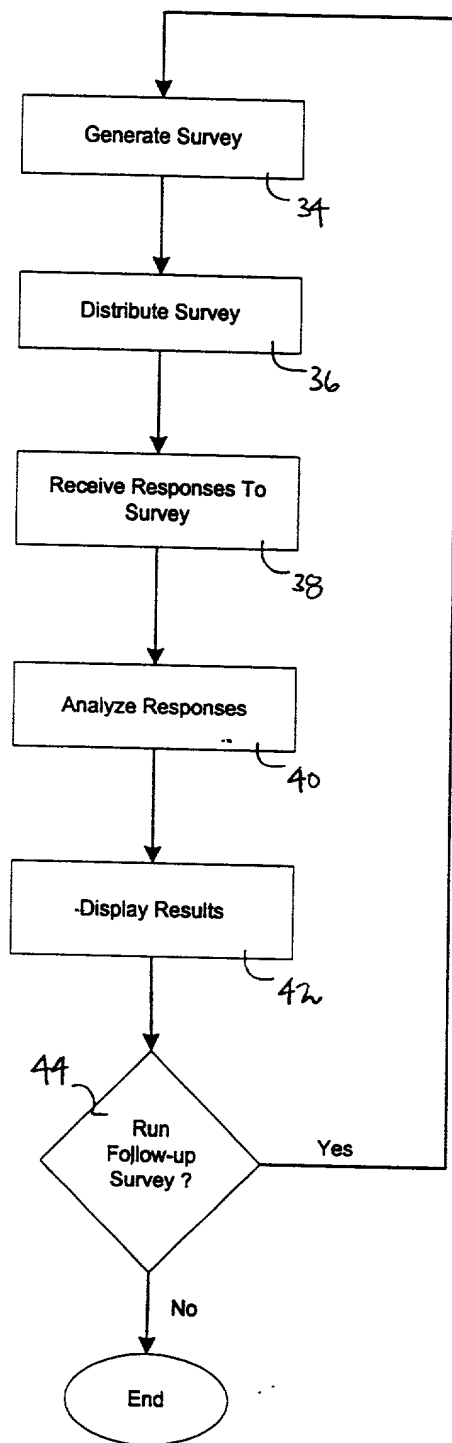 Generate Survey
34
Distribute Survey
36
Receive Responses To
Survey
38
Analyze Responses
40
Display Results
42
44
Run
Follow-up
Survey ?
Yes
No
End